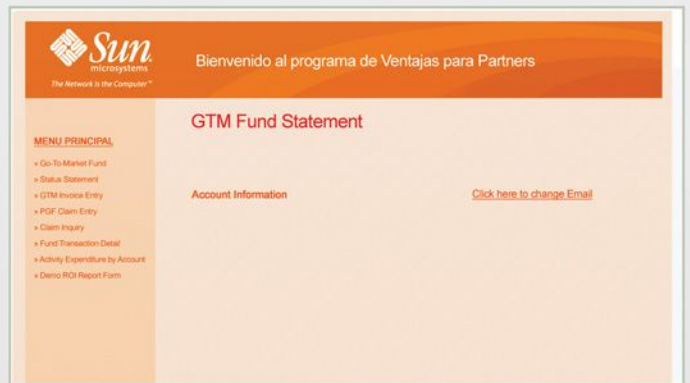 Sun
microsystems
The Network is the Computer™
Bienvenido al programa de Ventajas para Partners
GTM Fund Statement
MENU PRINCIPAL
» Go-To-Market Fund
» Status Statement
» GTM Invoice Entry
» PGF Claim Entry
» Claim Inquiry
» Fund Transaction Detail
» Activity Expenditure by Account
» Demo ROI Report Form
Account Information
Click here to change Email